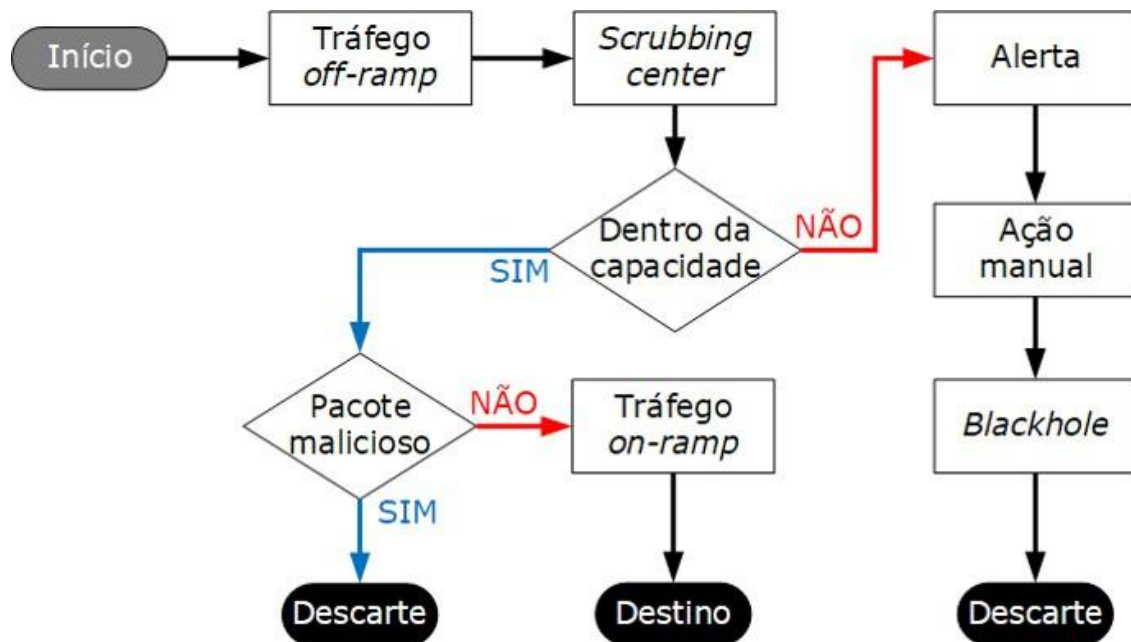 Início
Tráfego
off-ramp
Scrubbing
center
Alerta
Dentro da
capacidade
NÃO
SIM
Ação
manual
Pacote
malicioso
NÃO
SIM
Tráfego
on-ramp
Blackhole
Descarte
Destino
Descarte